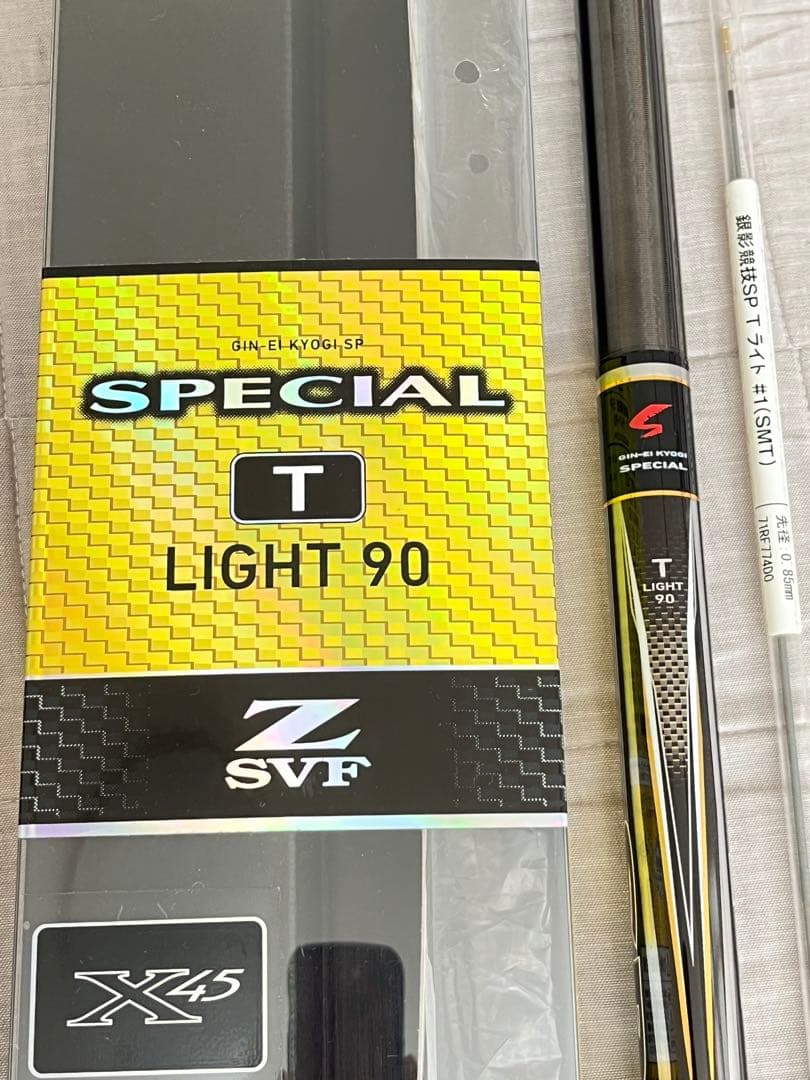 GIN-EI KYOGI SP
SPECIAL
T
LIGHT 90
Z
SVF
X45
GIN-EI KYOGI
SPECIAL
T
LIGHT
90
銀影競技SP T ライト #1(SMT)
先径:0.85mm
71RF774D0